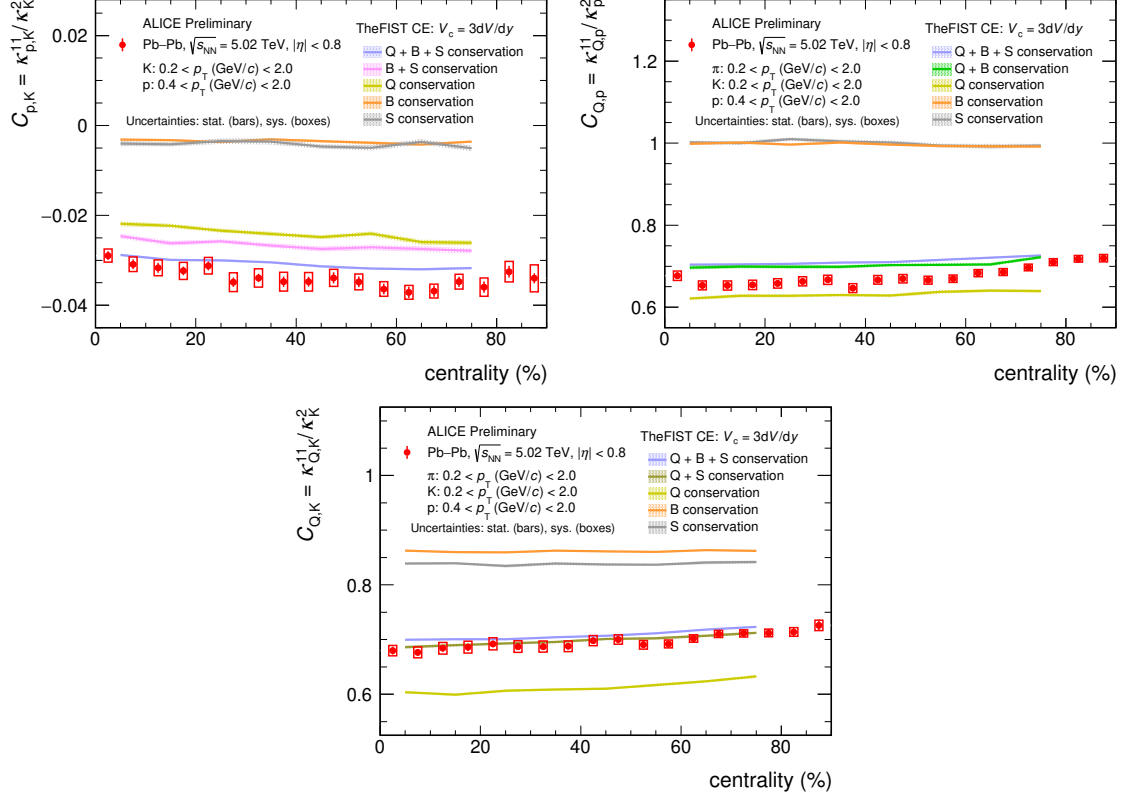 C_{p,K} = κ^{11}_{p,K}/κ^2_K
ALICE Preliminary
Pb–Pb, √s_{NN} = 5.02 TeV, |η| < 0.8
K: 0.2 < p_T (GeV/c) < 2.0
p: 0.4 < p_T (GeV/c) < 2.0
Uncertainties: stat. (bars), sys. (boxes)
TheFIST CE: V_c = 3dV/dy
Q + B + S conservation
B + S conservation
Q conservation
B conservation
S conservation
0.02
0
−0.02
−0.04
0 20 40 60 80
centrality (%)
C_{Q,p} = κ^{11}_{Q,p}/κ^2_p
ALICE Preliminary
Pb–Pb, √s_{NN} = 5.02 TeV, |η| < 0.8
π: 0.2 < p_T (GeV/c) < 2.0
K: 0.2 < p_T (GeV/c) < 2.0
p: 0.4 < p_T (GeV/c) < 2.0
Uncertainties: stat. (bars), sys. (boxes)
TheFIST CE: V_c = 3dV/dy
Q + B + S conservation
Q + B conservation
Q conservation
B conservation
S conservation
1.2
1
0.8
0.6
0 20 40 60 80
centrality (%)
C_{Q,K} = κ^{11}_{Q,K}/κ^2_K
ALICE Preliminary
Pb–Pb, √s_{NN} = 5.02 TeV, |η| < 0.8
π: 0.2 < p_T (GeV/c) < 2.0
K: 0.2 < p_T (GeV/c) < 2.0
p: 0.4 < p_T (GeV/c) < 2.0
Uncertainties: stat. (bars), sys. (boxes)
TheFIST CE: V_c = 3dV/dy
Q + B + S conservation
Q + S conservation
Q conservation
B conservation
S conservation
1
0.8
0.6
0 20 40 60 80
centrality (%)